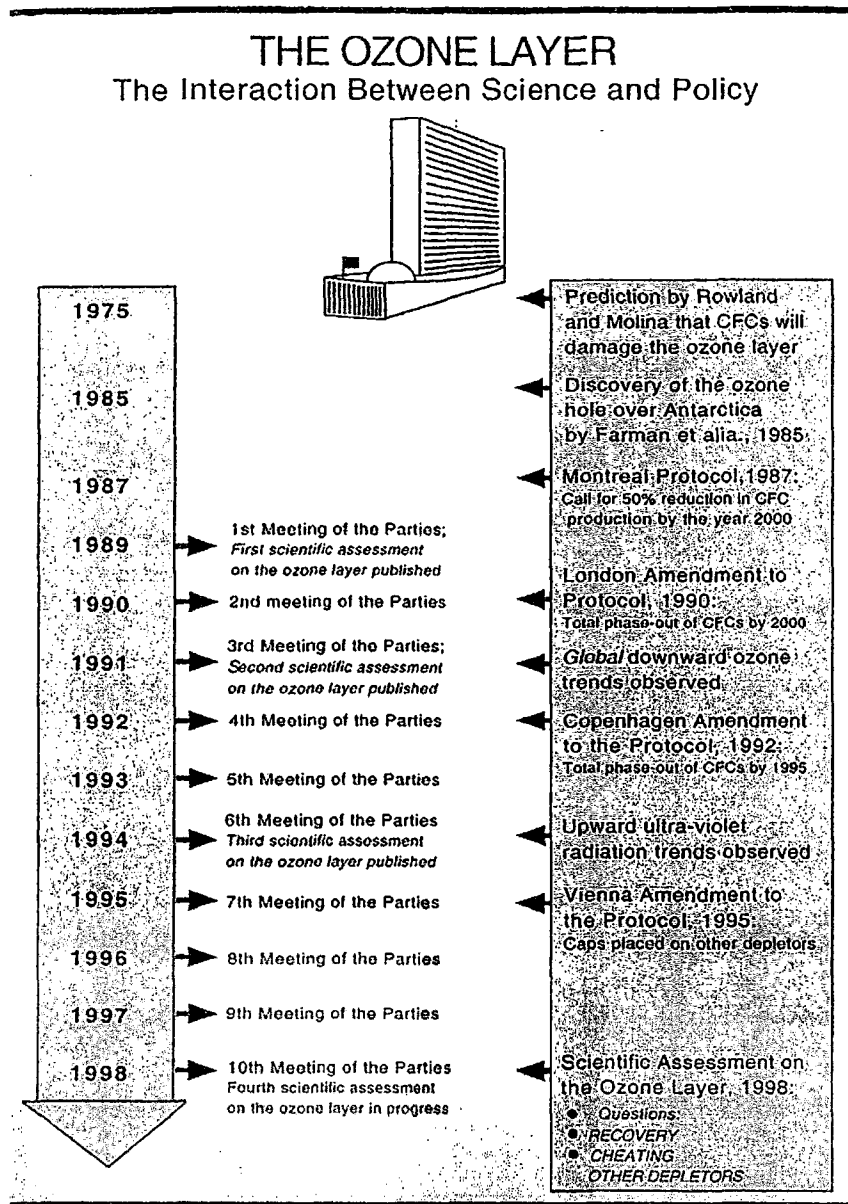 THE OZONE LAYER
The Interaction Between Science and Policy
1975
1985
1987
1989
1990
1991
1992
1993
1994
1995
1996
1997
1998
1st Meeting of the Parties;
First scientific assessment
on the ozone layer published
2nd meeting of the Parties
3rd Meeting of the Parties;
Second scientific assessment
on the ozone layer published
4th Meeting of the Parties
5th Meeting of the Parties
6th Meeting of the Parties
Third scientific assessment
on the ozone layer published
7th Meeting of the Parties
8th Meeting of the Parties
9th Meeting of the Parties
10th Meeting of the Parties
Fourth scientific assessment
on the ozone layer in progress
Prediction by Rowland
and Molina that CFCs will
damage the ozone layer
Discovery of the ozone
hole over Antarctica
by Farman et alia., 1985
Montreal Protocol 1987:
Call for 50% reduction in CFC
production by the year 2000
London Amendment to
Protocol, 1990:
Total phase-out of CFCs by 2000
Global downward ozone
trends observed
Copenhagen Amendment
to the Protocol, 1992:
Total phase-out of CFCs by 1995
Upward ultra-violet
radiation trends observed
Vienna Amendment to
the Protocol, 1995:
Caps placed on other depletors
Scientific Assessment on
the Ozone Layer, 1998:
• Questions
• RECOVERY
• CHEATING
OTHER DEPLETORS